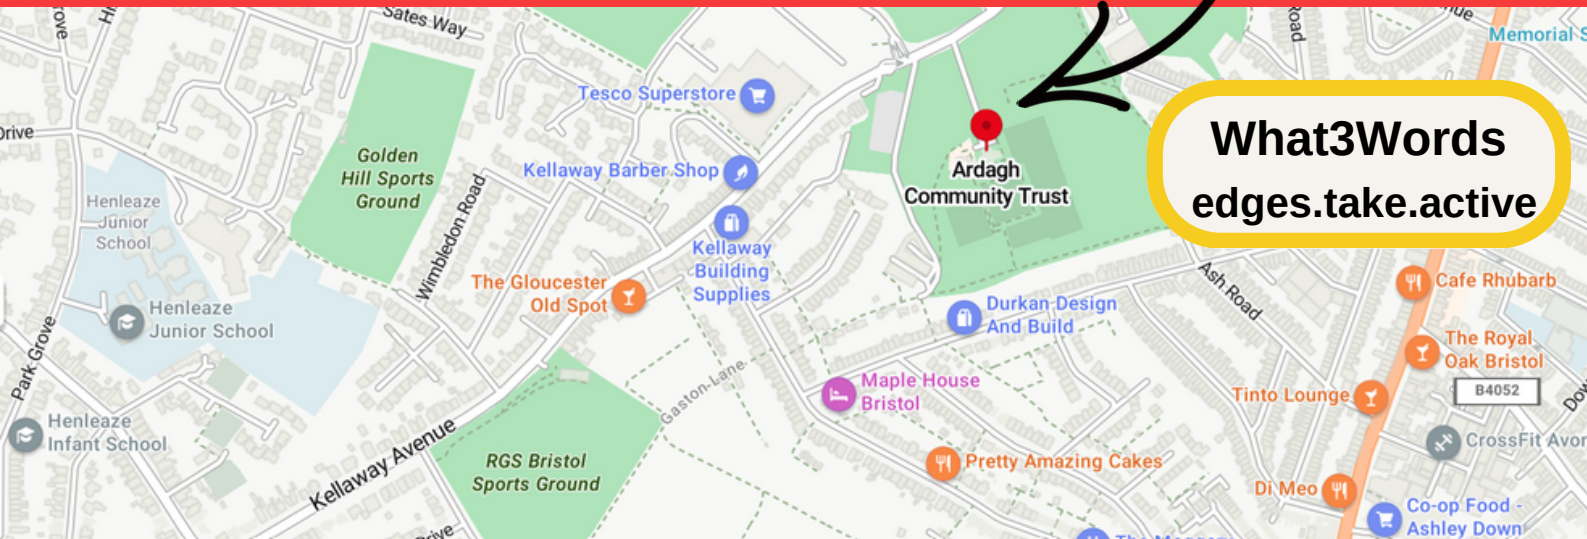 Sates Way
Memorial S
Road
Drive
Tesco Superstore
What3Words
edges.take.active
Golden
Hill Sports
Ground
Kellaway Barber Shop
Ardagh
Community Trust
Henleaze
Junior
School
Wimbledon Road
Kellaway
Building
Supplies
The Gloucester
Old Spot
Ash Road
Cafe Rhubarb
Henleaze
Junior School
Durkan Design
And Build
Park Grove
The Royal
Oak Bristol
Gaston-Lane
Maple House
Bristol
Tinto Lounge
B4052
Henleaze
Infant School
Kellaway Avenue
CrossFit Avon
RGS Bristol
Sports Ground
Pretty Amazing Cakes
Di Meo
Co-op Food -
Ashley Down